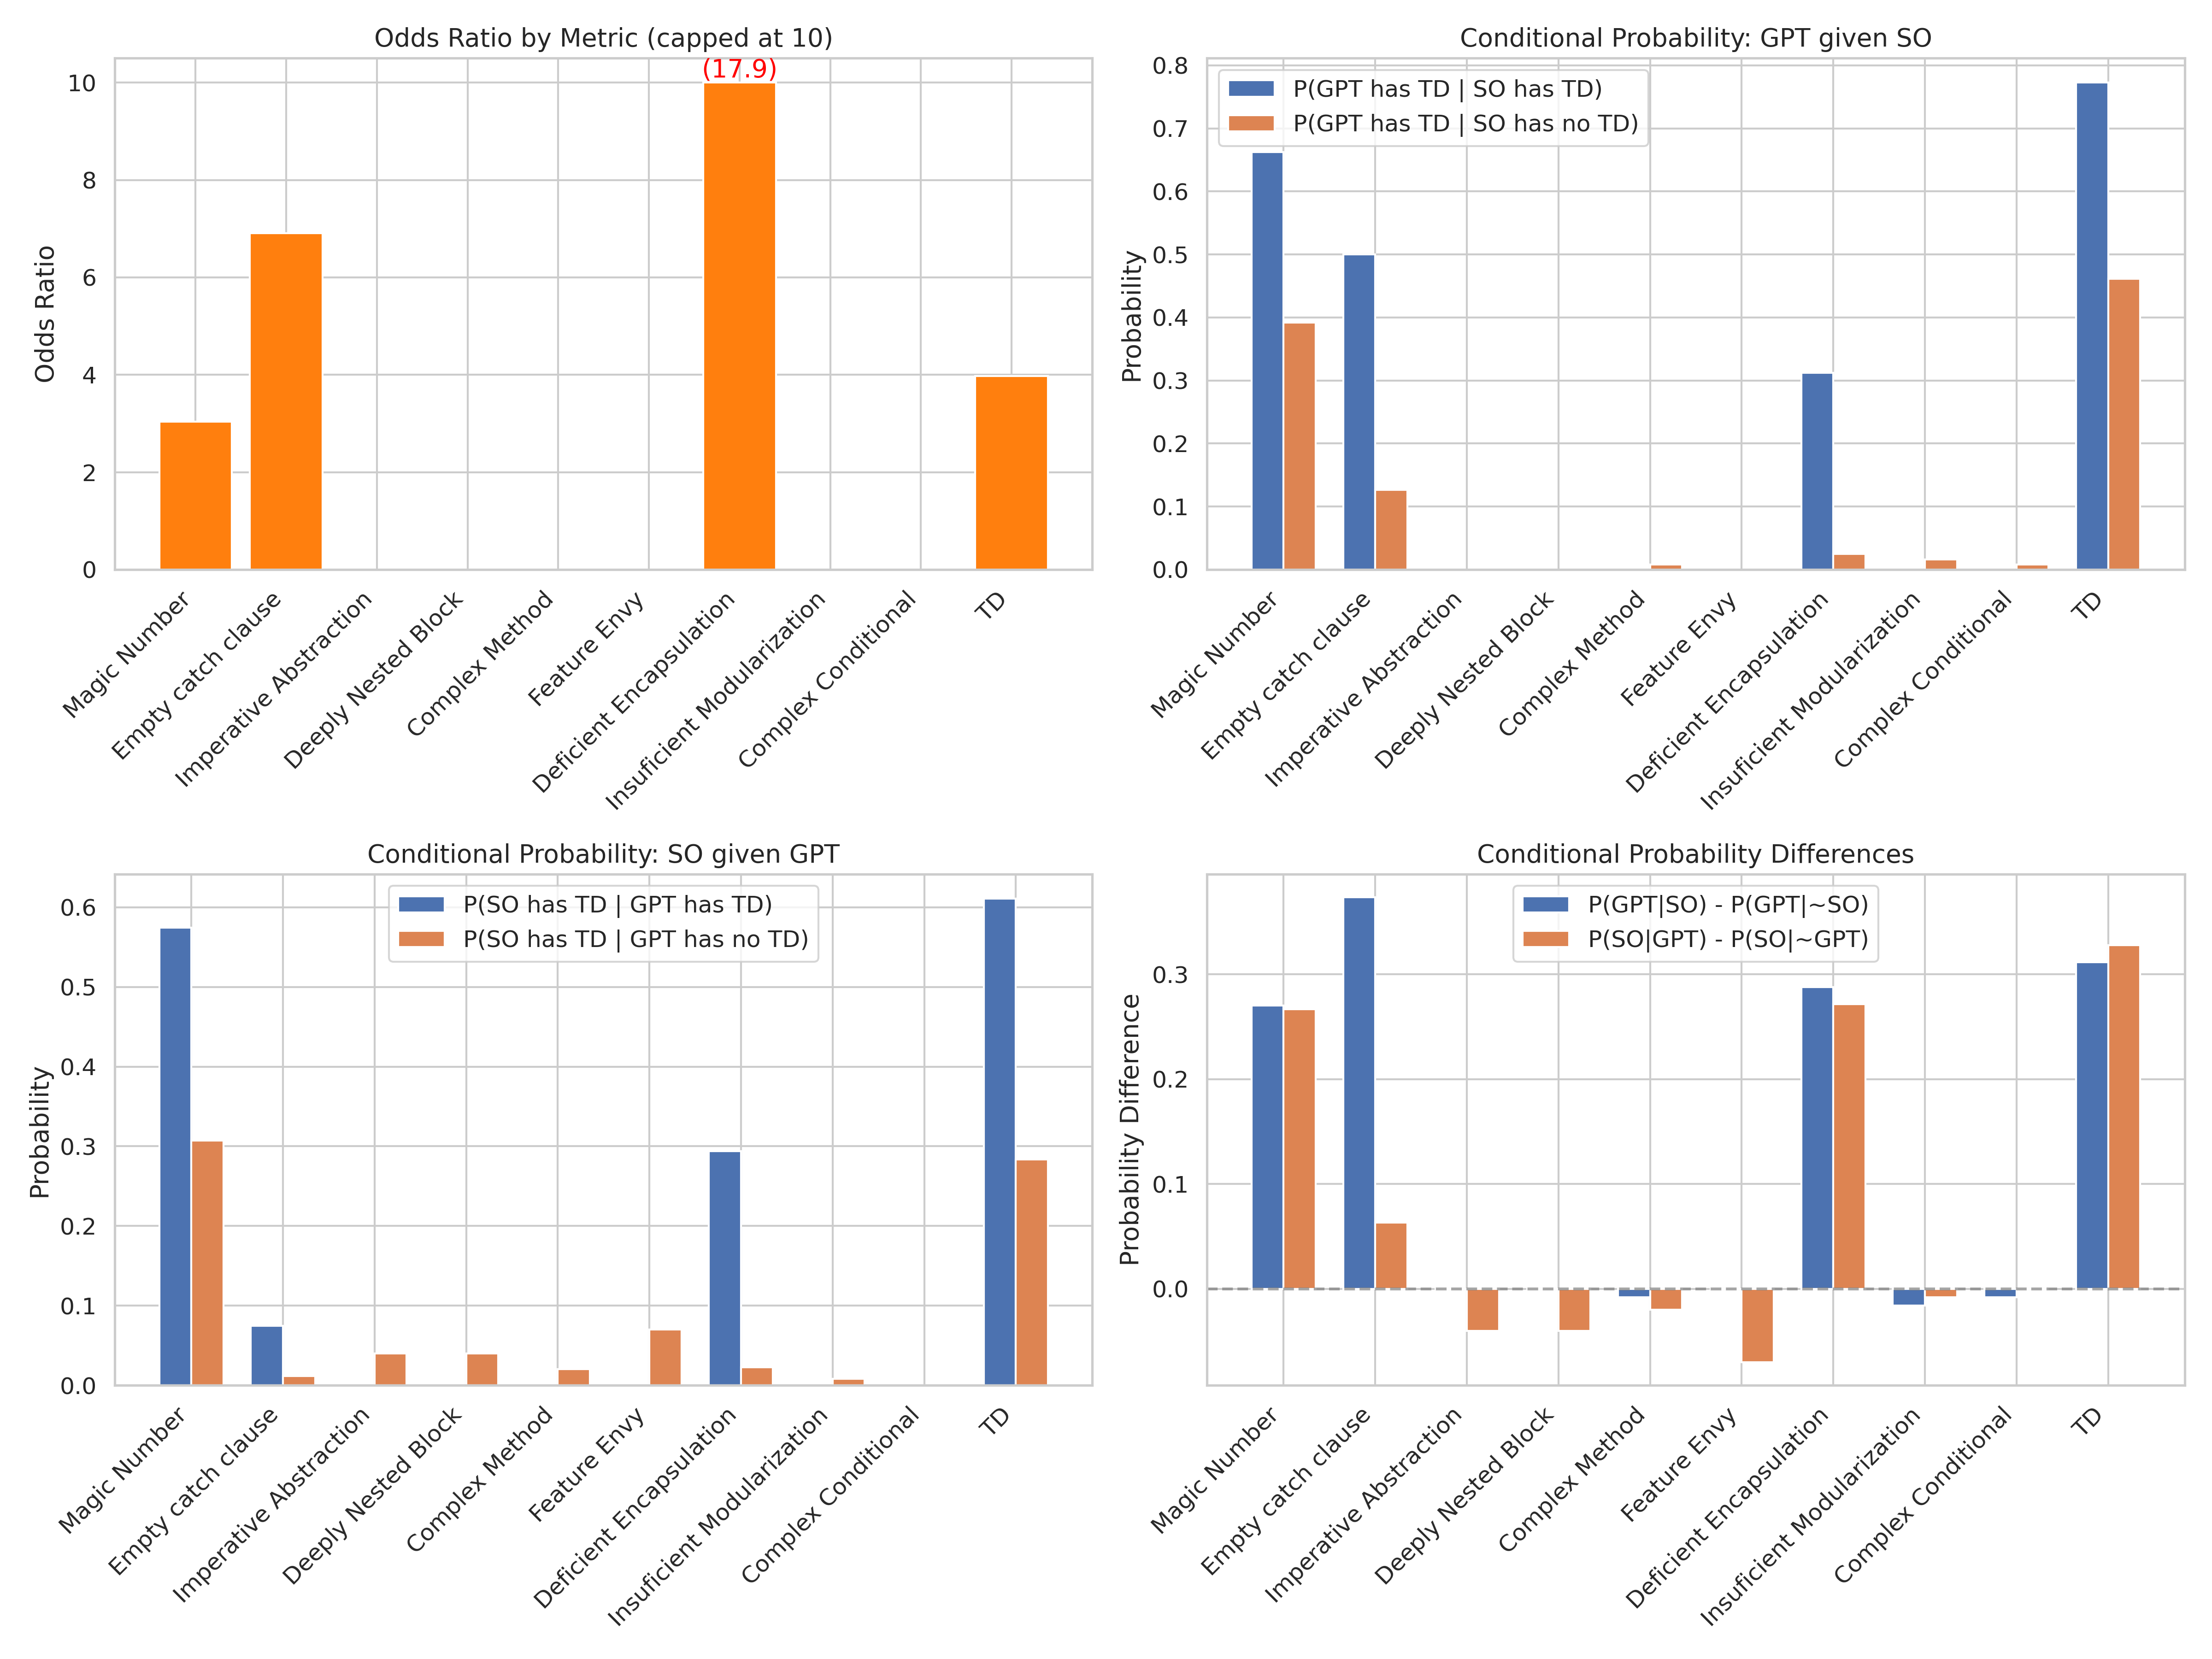 Odds Ratio by Metric (capped at 10)
(17.9)
Odds Ratio
10
8
6
4
2
0
Magic Number
Empty catch clause
Imperative Abstraction
Deeply Nested Block
Complex Method
Feature Envy
Deficient Encapsulation
Insuficient Modularization
Complex Conditional
TD
Conditional Probability: GPT given SO
P(GPT has TD | SO has TD)
P(GPT has TD | SO has no TD)
Probability
0.8
0.7
0.6
0.5
0.4
0.3
0.2
0.1
0.0
Magic Number
Empty catch clause
Imperative Abstraction
Deeply Nested Block
Complex Method
Feature Envy
Deficient Encapsulation
Insuficient Modularization
Complex Conditional
TD
Conditional Probability: SO given GPT
P(SO has TD | GPT has TD)
P(SO has TD | GPT has no TD)
Probability
0.6
0.5
0.4
0.3
0.2
0.1
0.0
Magic Number
Empty catch clause
Imperative Abstraction
Deeply Nested Block
Complex Method
Feature Envy
Deficient Encapsulation
Insuficient Modularization
Complex Conditional
TD
Conditional Probability Differences
P(GPT|SO) - P(GPT|~SO)
P(SO|GPT) - P(SO|~GPT)
Probability Difference
0.3
0.2
0.1
0.0
Magic Number
Empty catch clause
Imperative Abstraction
Deeply Nested Block
Complex Method
Feature Envy
Deficient Encapsulation
Insuficient Modularization
Complex Conditional
TD